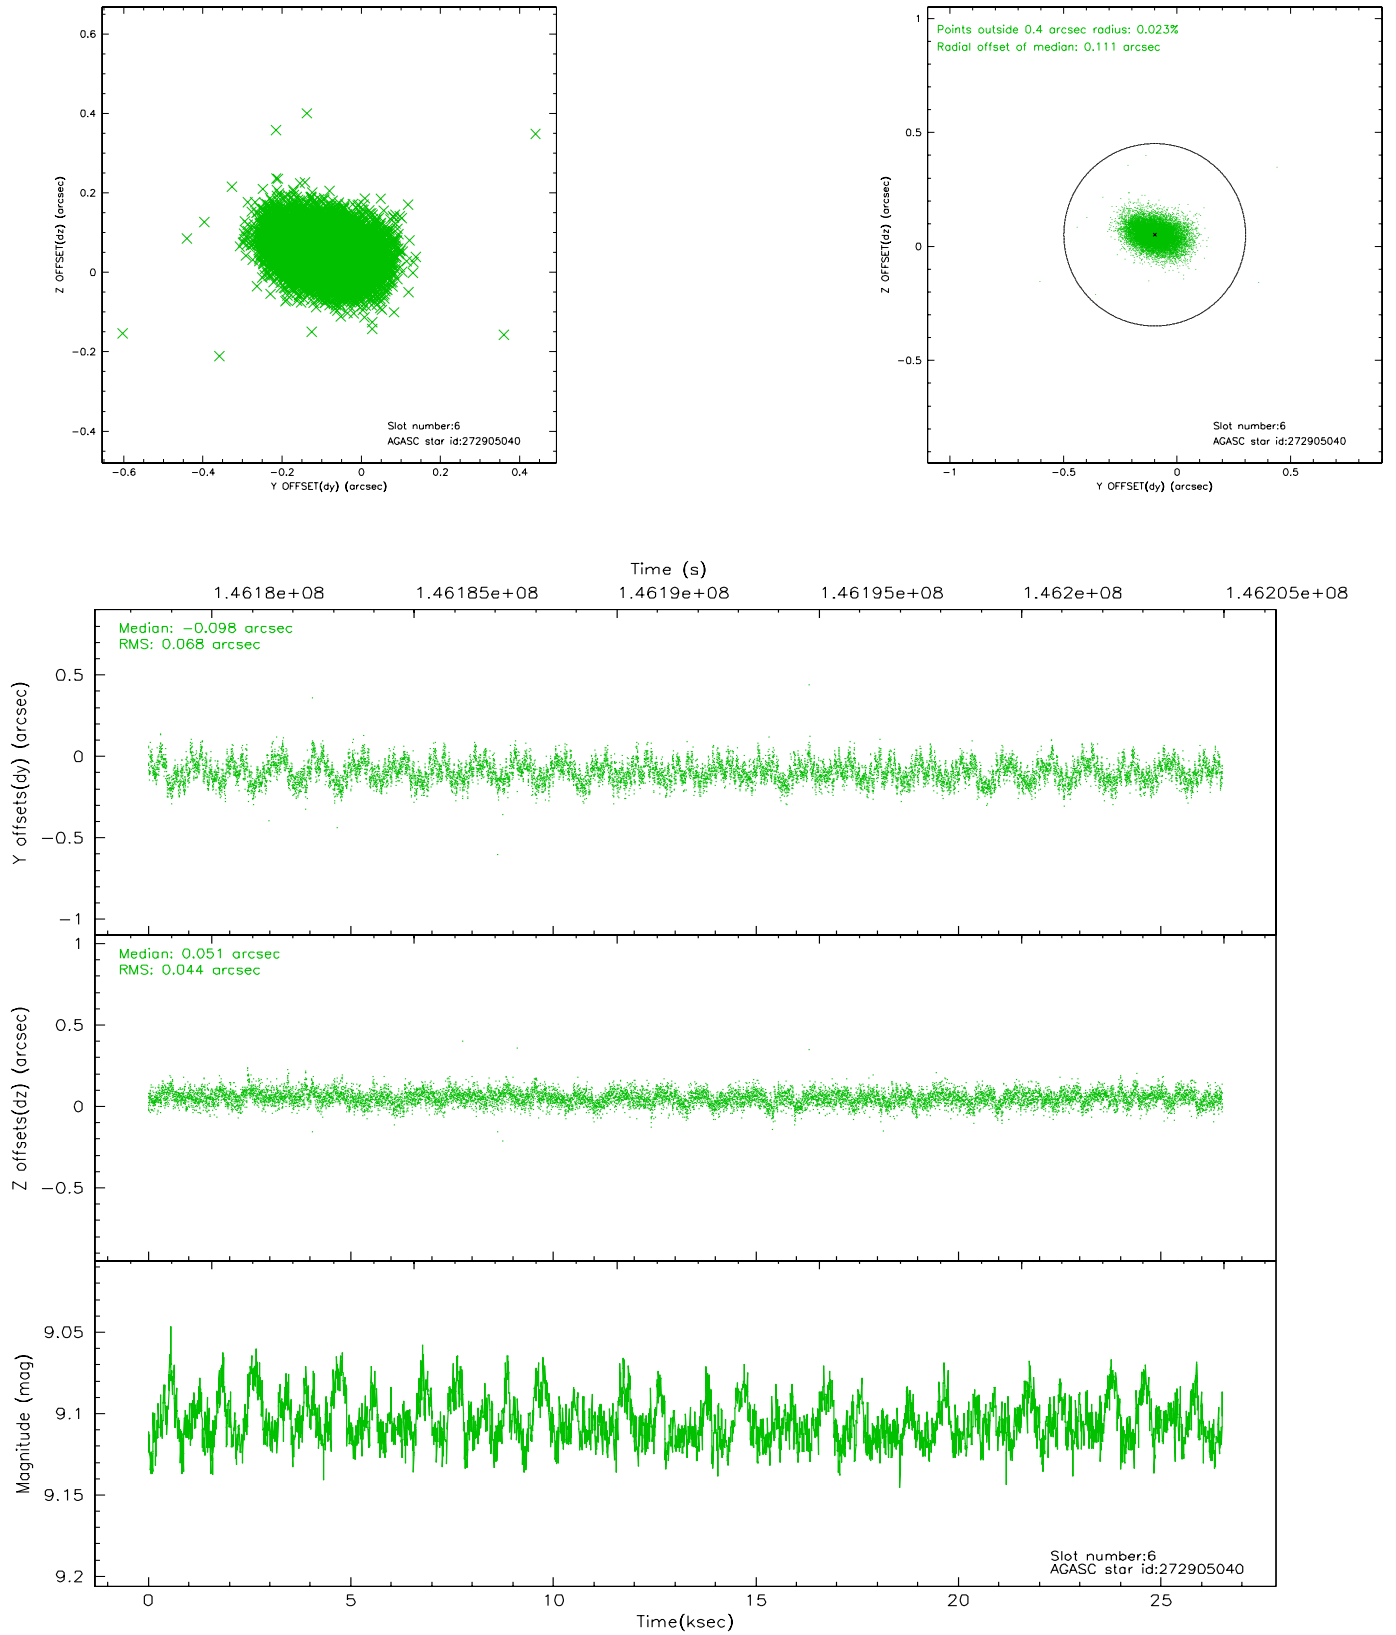 0.6
0.4
0.2
0
−0.2
−0.4
Z OFFSET(dz) (arcsec)
Slot number:6
AGASC star id:272905040
−0.6 −0.4 −0.2 0 0.2 0.4
Y OFFSET(dy) (arcsec)
Points outside 0.4 arcsec radius: 0.023%
Radial offset of median: 0.111 arcsec
1
0.5
0
−0.5
Z OFFSET(dz) (arcsec)
Slot number:6
AGASC star id:272905040
−1 −0.5 0 0.5
Y OFFSET(dy) (arcsec)
Time (s)
1.4618e+08 1.46185e+08 1.4619e+08 1.46195e+08 1.462e+08 1.46205e+08
Median: −0.098 arcsec
RMS: 0.068 arcsec
0.5
0
−0.5
−1
Y offsets(dy) (arcsec)
Median: 0.051 arcsec
RMS: 0.044 arcsec
1
0.5
0
−0.5
Z offsets(dz) (arcsec)
9.05
9.1
9.15
9.2
Magnitude (mag)
Slot number:6
AGASC star id:272905040
0 5 10 15 20 25
Time(ksec)